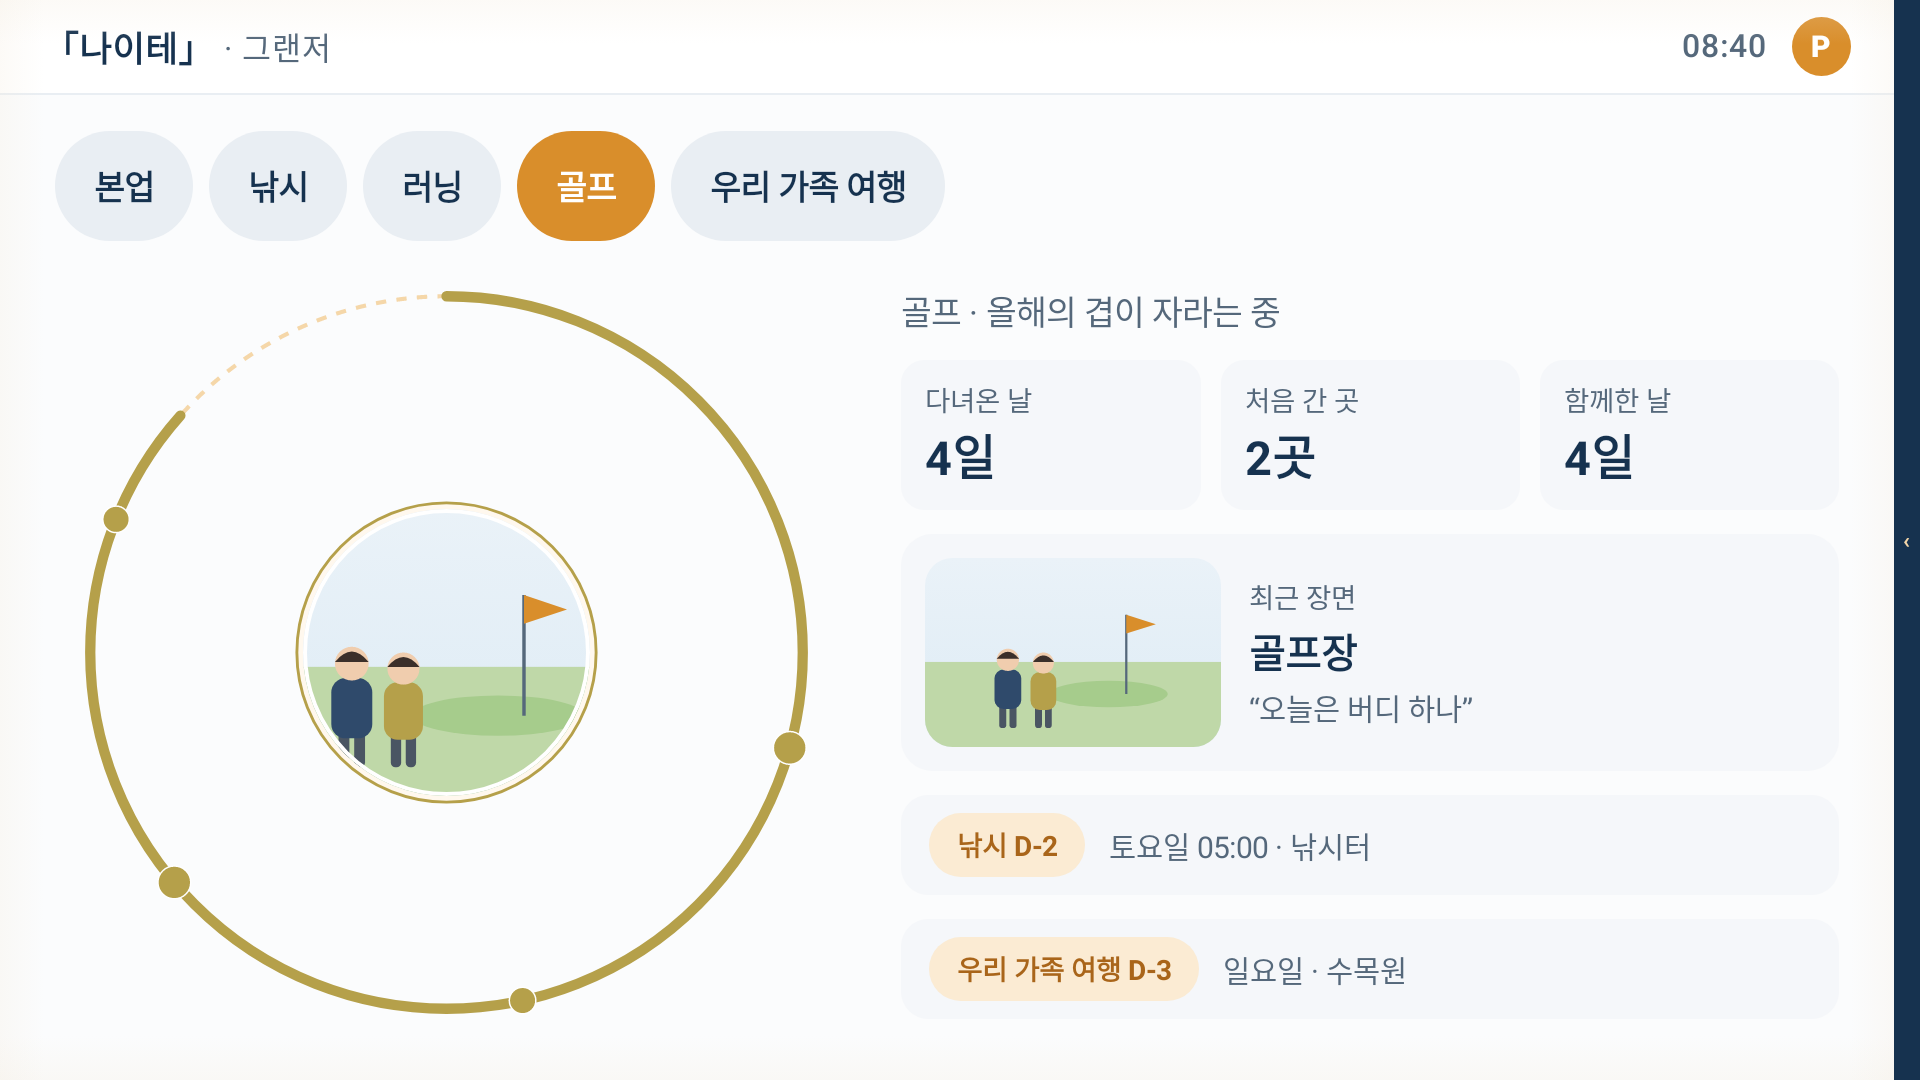 「나이테」 · 그랜저
08:40
P
본업
낚시
러닝
골프
우리 가족 여행
골프 · 올해의 겹이 자라는 중
다녀온 날
4일
처음 간 곳
2곳
함께한 날
4일
최근 장면
골프장
“오늘은 버디 하나”
낚시 D-2
토요일 05:00 · 낚시터
우리 가족 여행 D-3
일요일 · 수목원